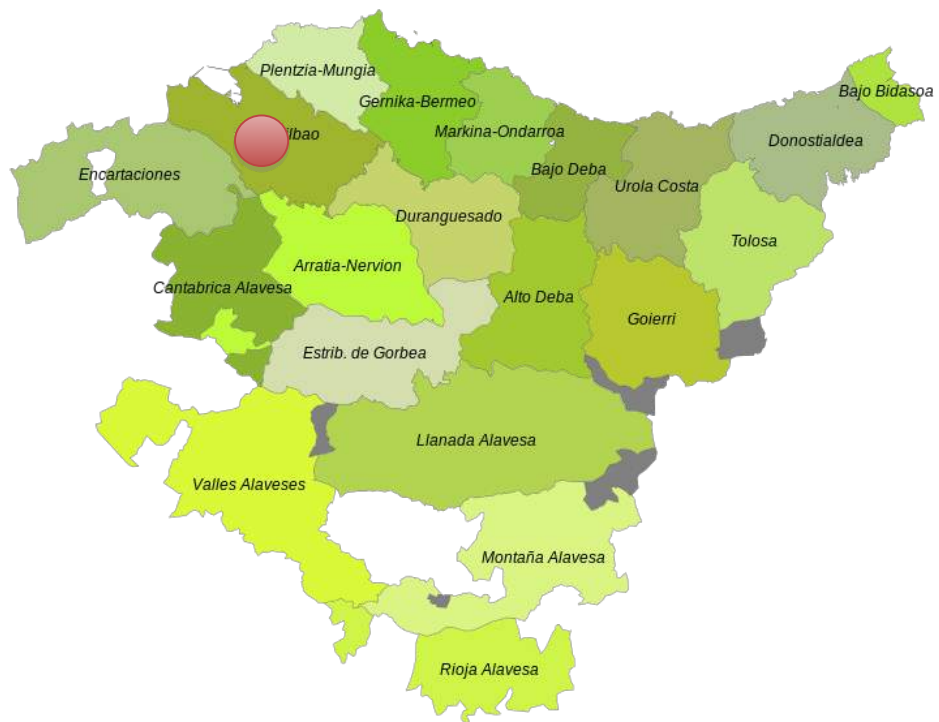 Plentzia-Mungia
Bajo Bidasoa
Gernika-Bermeo
Markina-Ondarroa
ilbao
Donostialdea
Encartaciones
Bajo Deba
Urola Costa
Duranguesado
Tolosa
Arratia-Nervion
Cantabrica Alavesa
Alto Deba
Goierri
Estrib. de Gorbea
Llanada Alavesa
Valles Alaveses
Montaña Alavesa
Rioja Alavesa